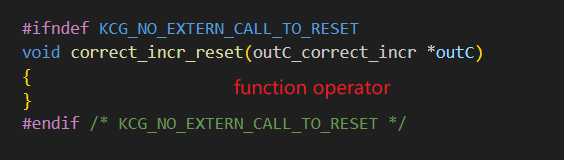 #ifndef KCG_NO_EXTERN_CALL_TO_RESET
void correct_incr_reset(outC_correct_incr *outC)
{
function operator
}
#endif /* KCG_NO_EXTERN_CALL_TO_RESET */